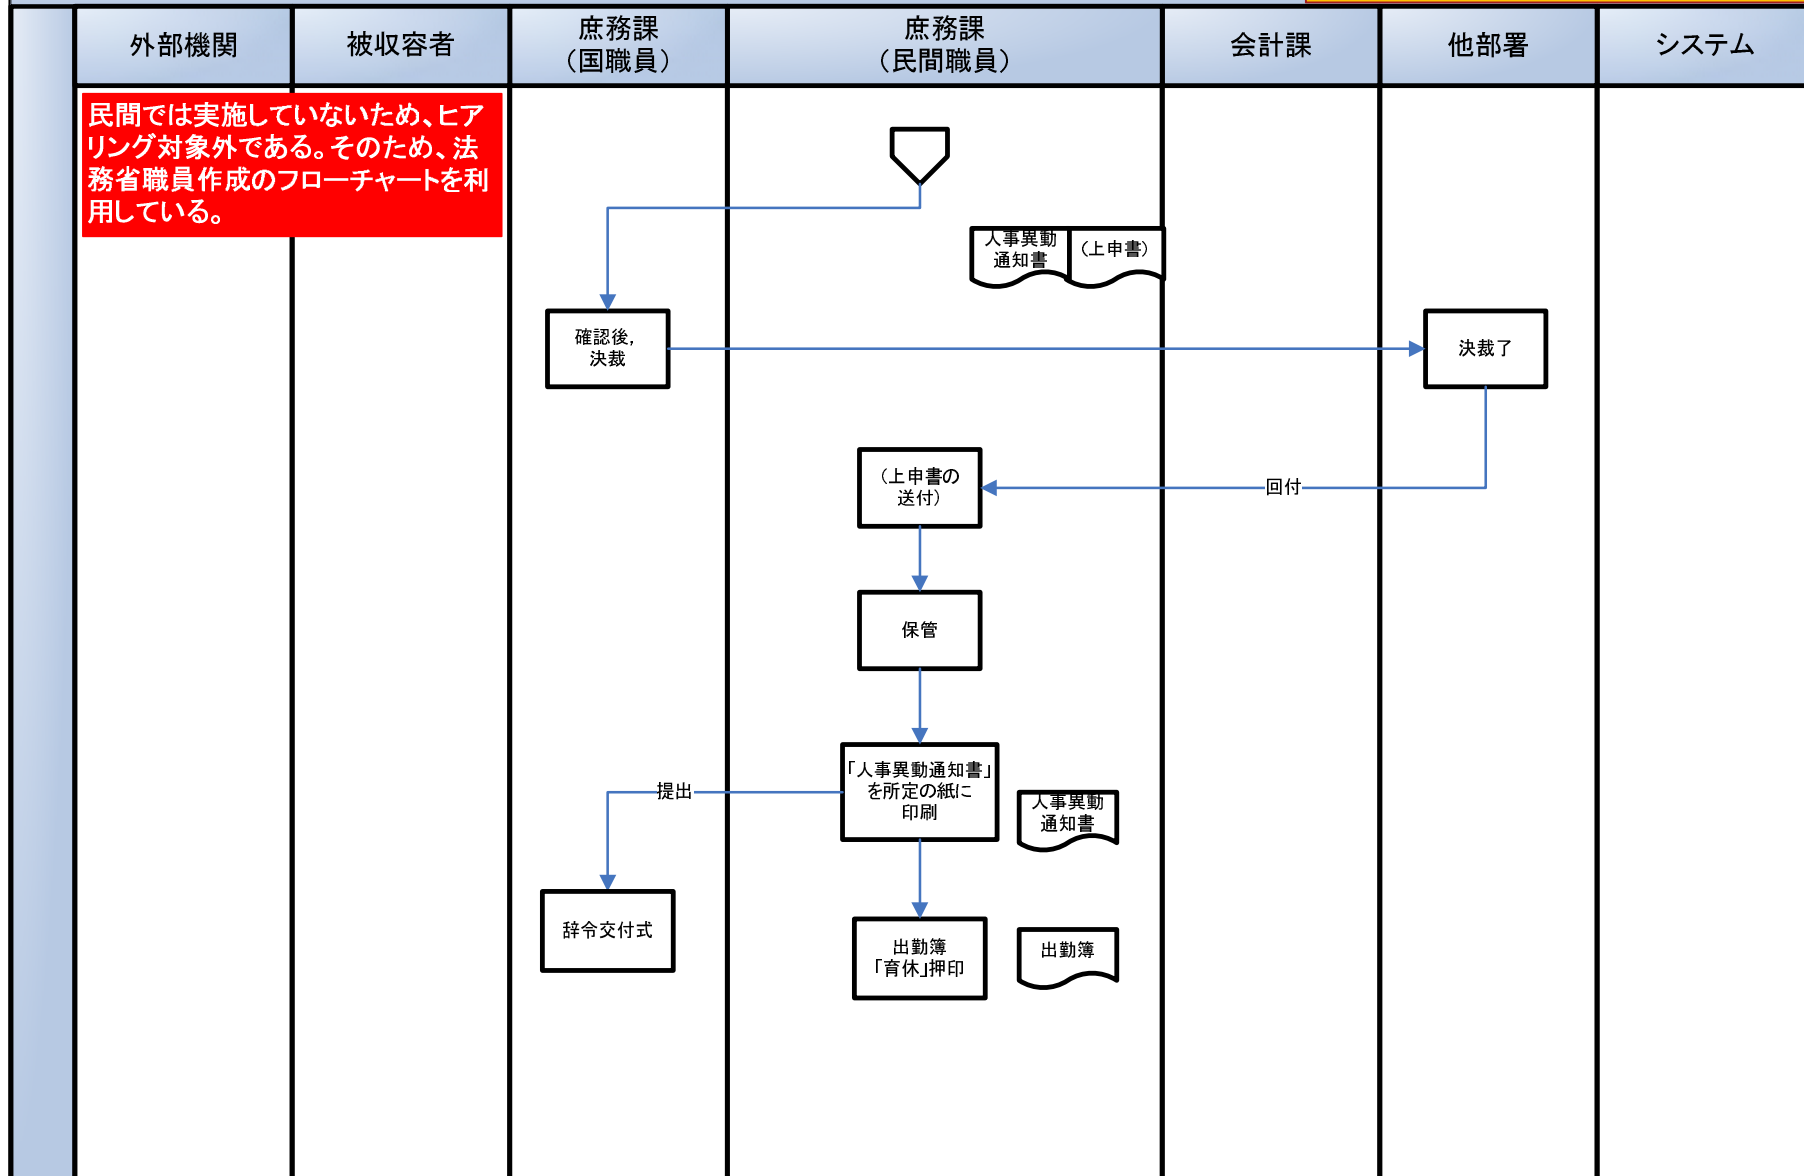 外部機関
被収容者
庶務課
（国職員）
庶務課
（民間職員）
会計課
他部署
システム
民間では実施していないため、ヒア
リング対象外である。そのため、法
務省職員作成のフローチャートを利
用している。
人事異動
通知書
（上申書）
確認後，
決裁
決裁了
（上申書の
送付）
回付
保管
「人事異動通知書」
を所定の紙に
印刷
提出
人事異動
通知書
辞令交付式
出勤簿
「育休」押印
出勤簿